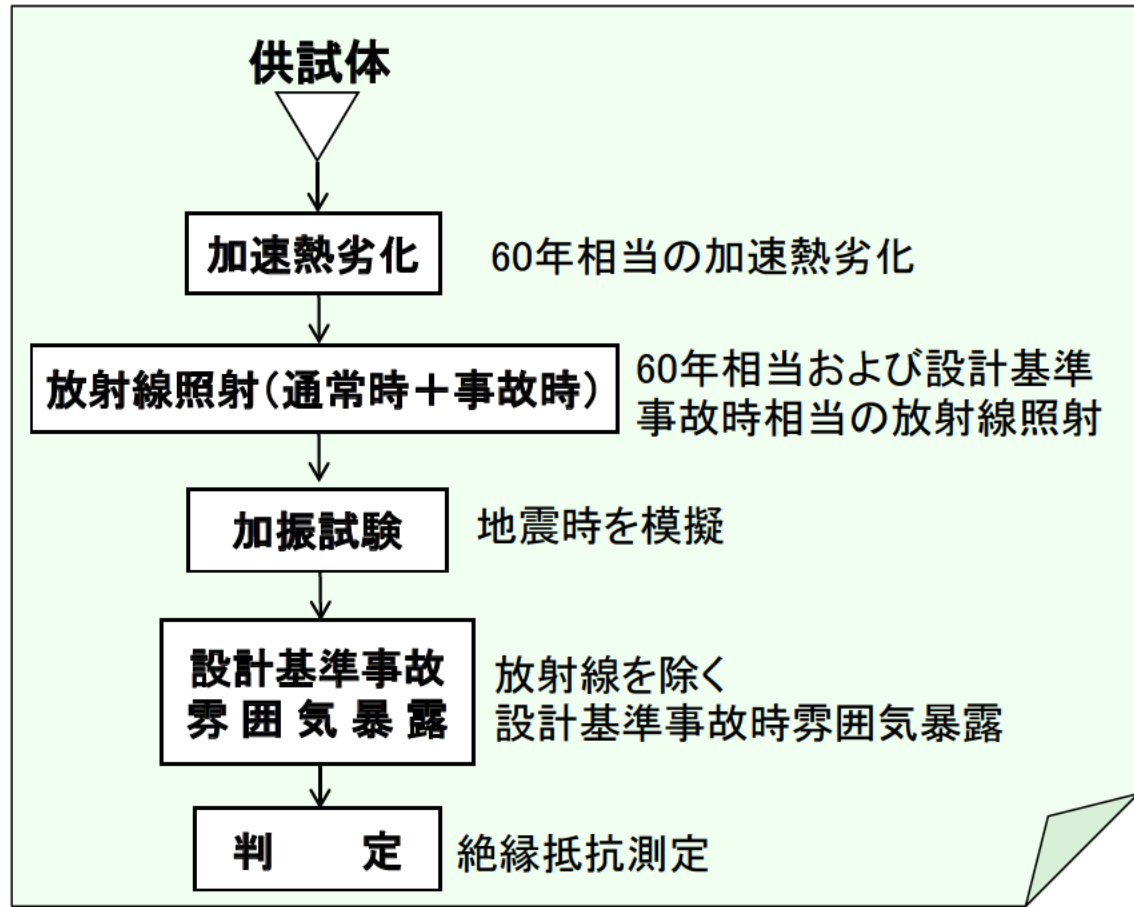 供試体
加速熱劣化
60年相当の加速熱劣化
放射線照射(通常時+事故時)
60年相当および設計基準
事故時相当の放射線照射
加振試験
地震時を模擬
設計基準事故
雰囲気暴露
放射線を除く
設計基準事故時雰囲気暴露
判 定
絶縁抵抗測定